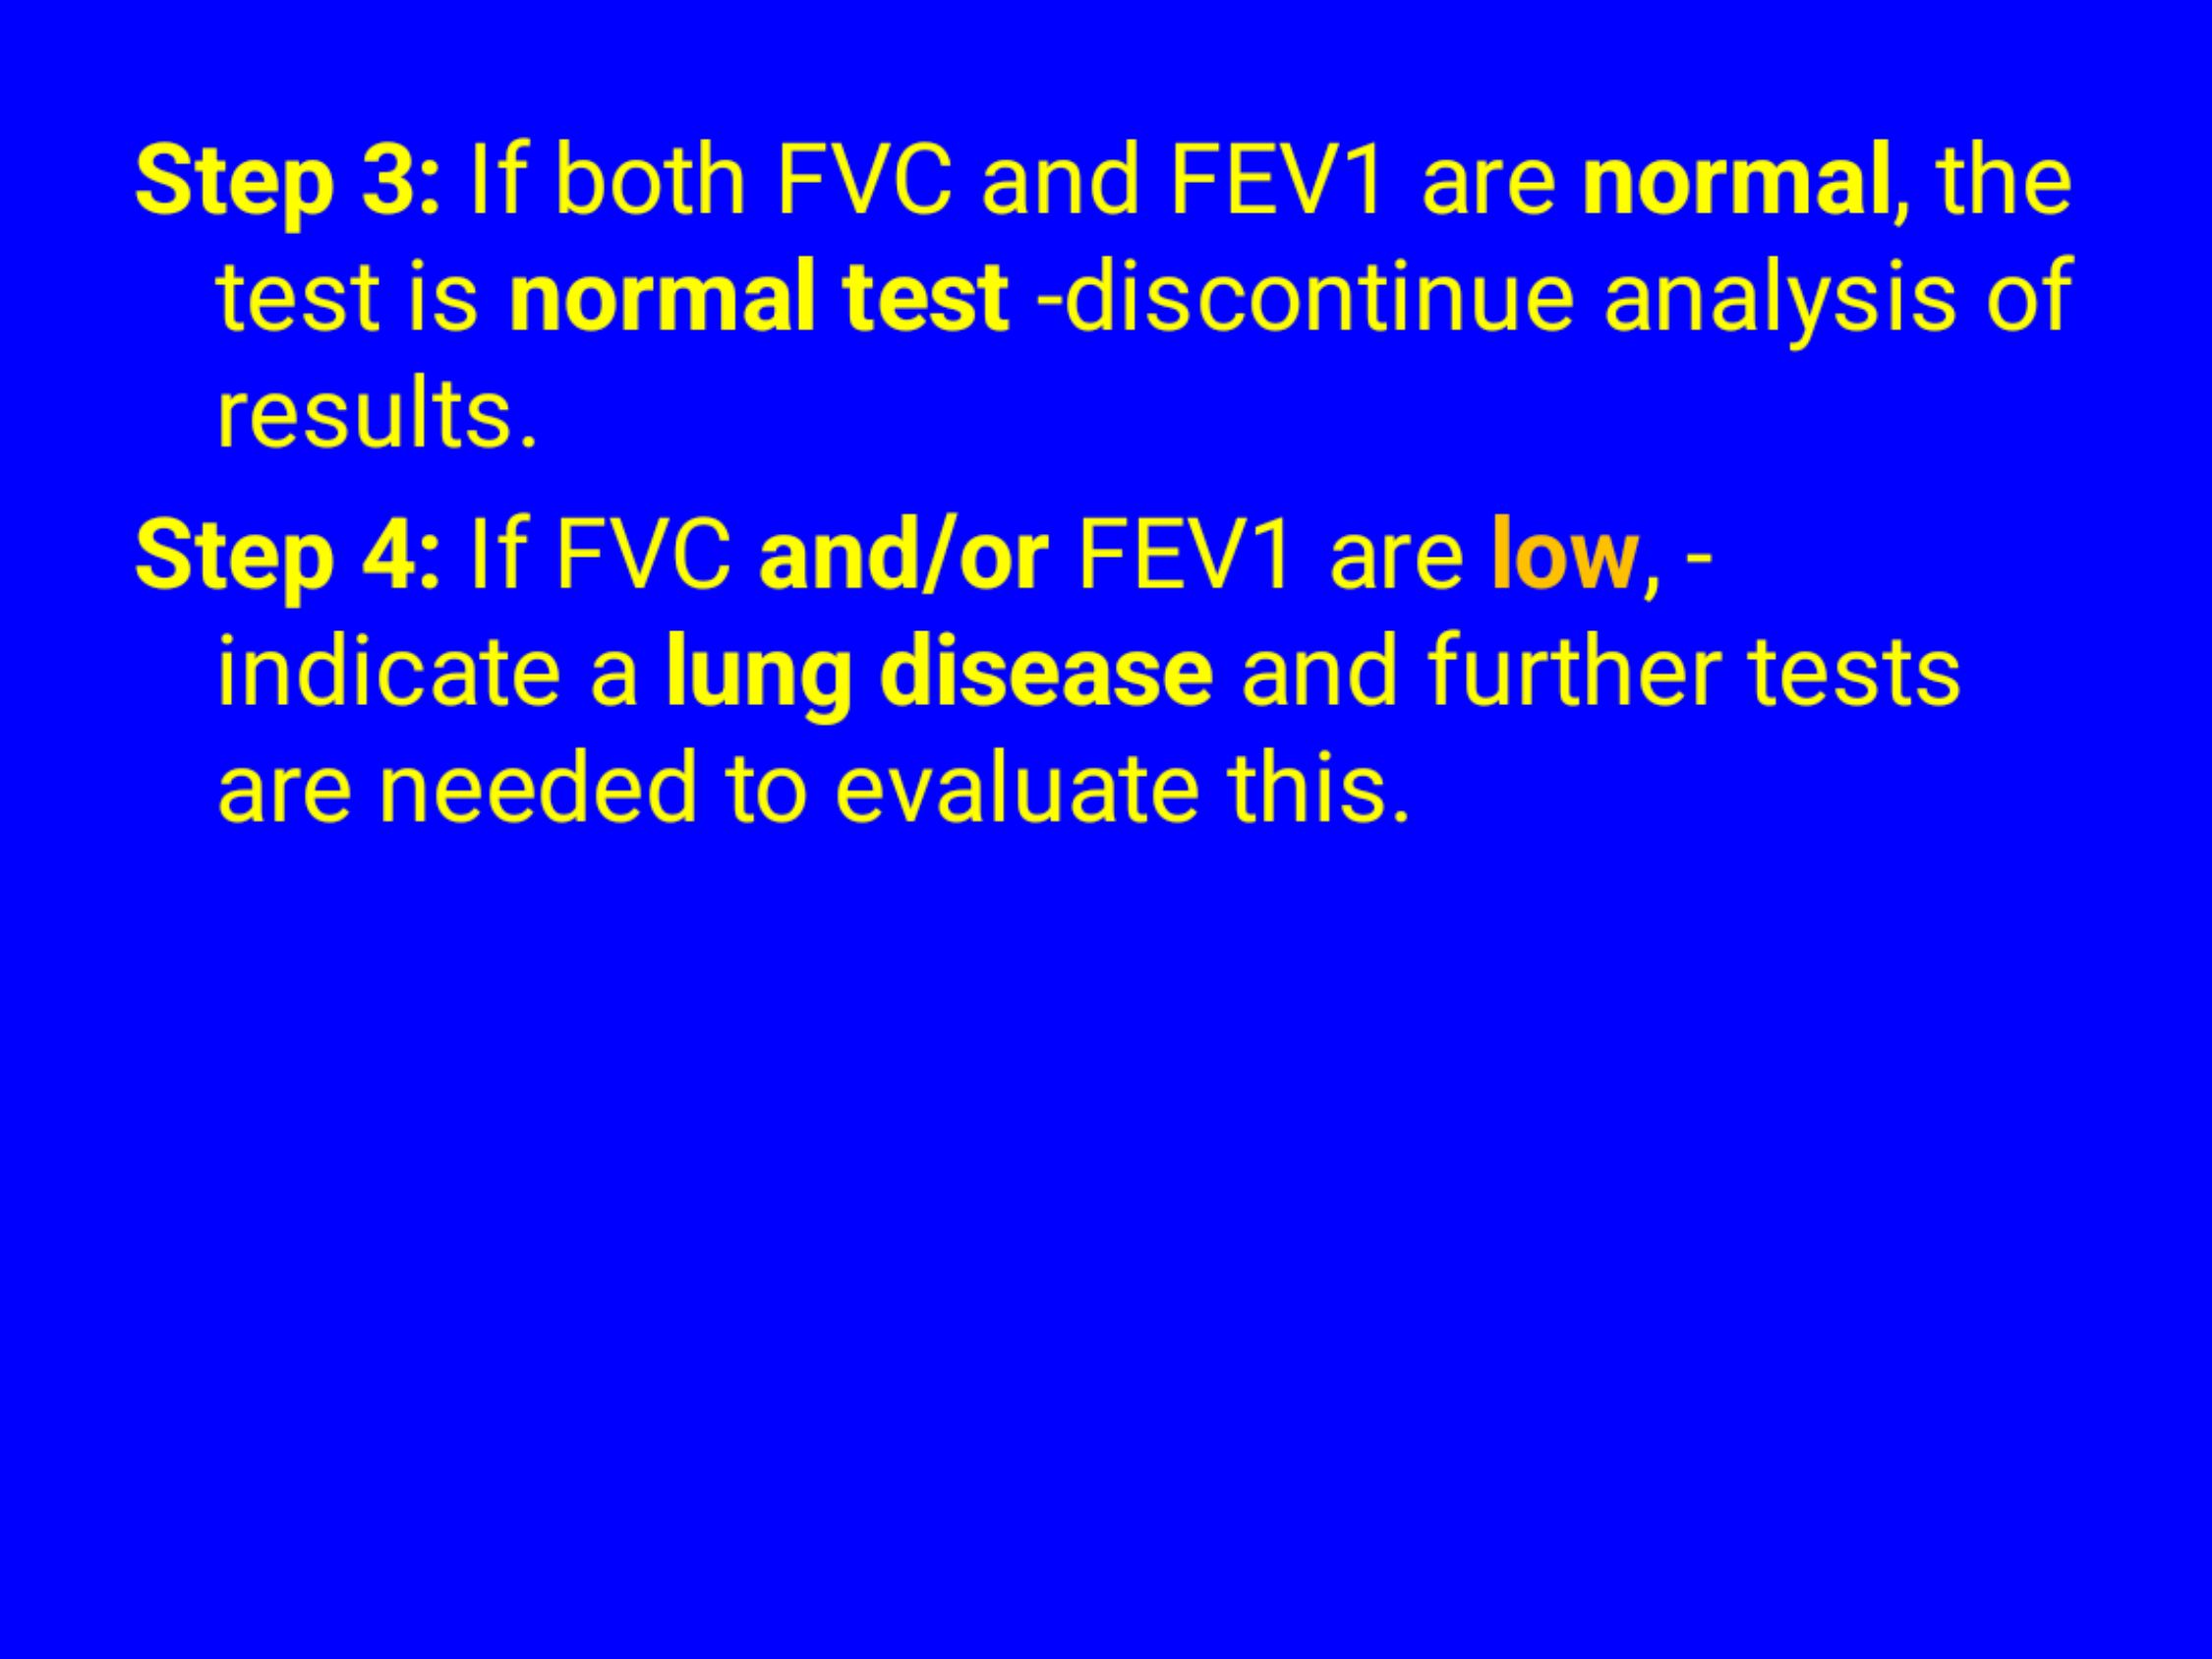 Step 3: If both FVC and FEV1 are normal, the
test is normal test -discontinue analysis of
results.
Step 4: If FVC and/or FEV1 are low, -
indicate a lung disease and further tests
are needed to evaluate this.